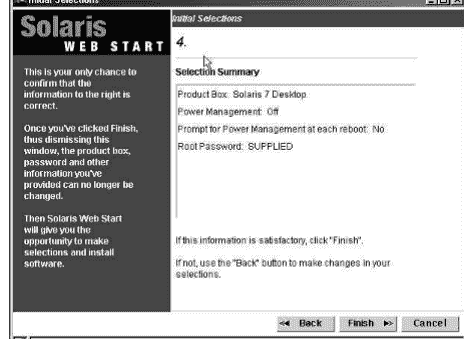 Initial Selections
Solaris
WEB START
This is your only chance to
confirm that the
information to the right is
correct.
Once you've clicked Finish,
thus dismissing this
window, the product box,
password and other
information you've
provided can no longer be
changed.
Then Solaris Web Start
will give you the
opportunity to make
selections and install
software.
Initial Selections
4.
Selection Summary
Product Box: Solaris 7 Desktop
Power Management: Off
Prompt for Power Management at each reboot: No
Root Password: SUPPLIED
If this information is satisfactory, click "Finish".
If not, use the "Back" button to make changes in your
selections.
Back Finish Cancel